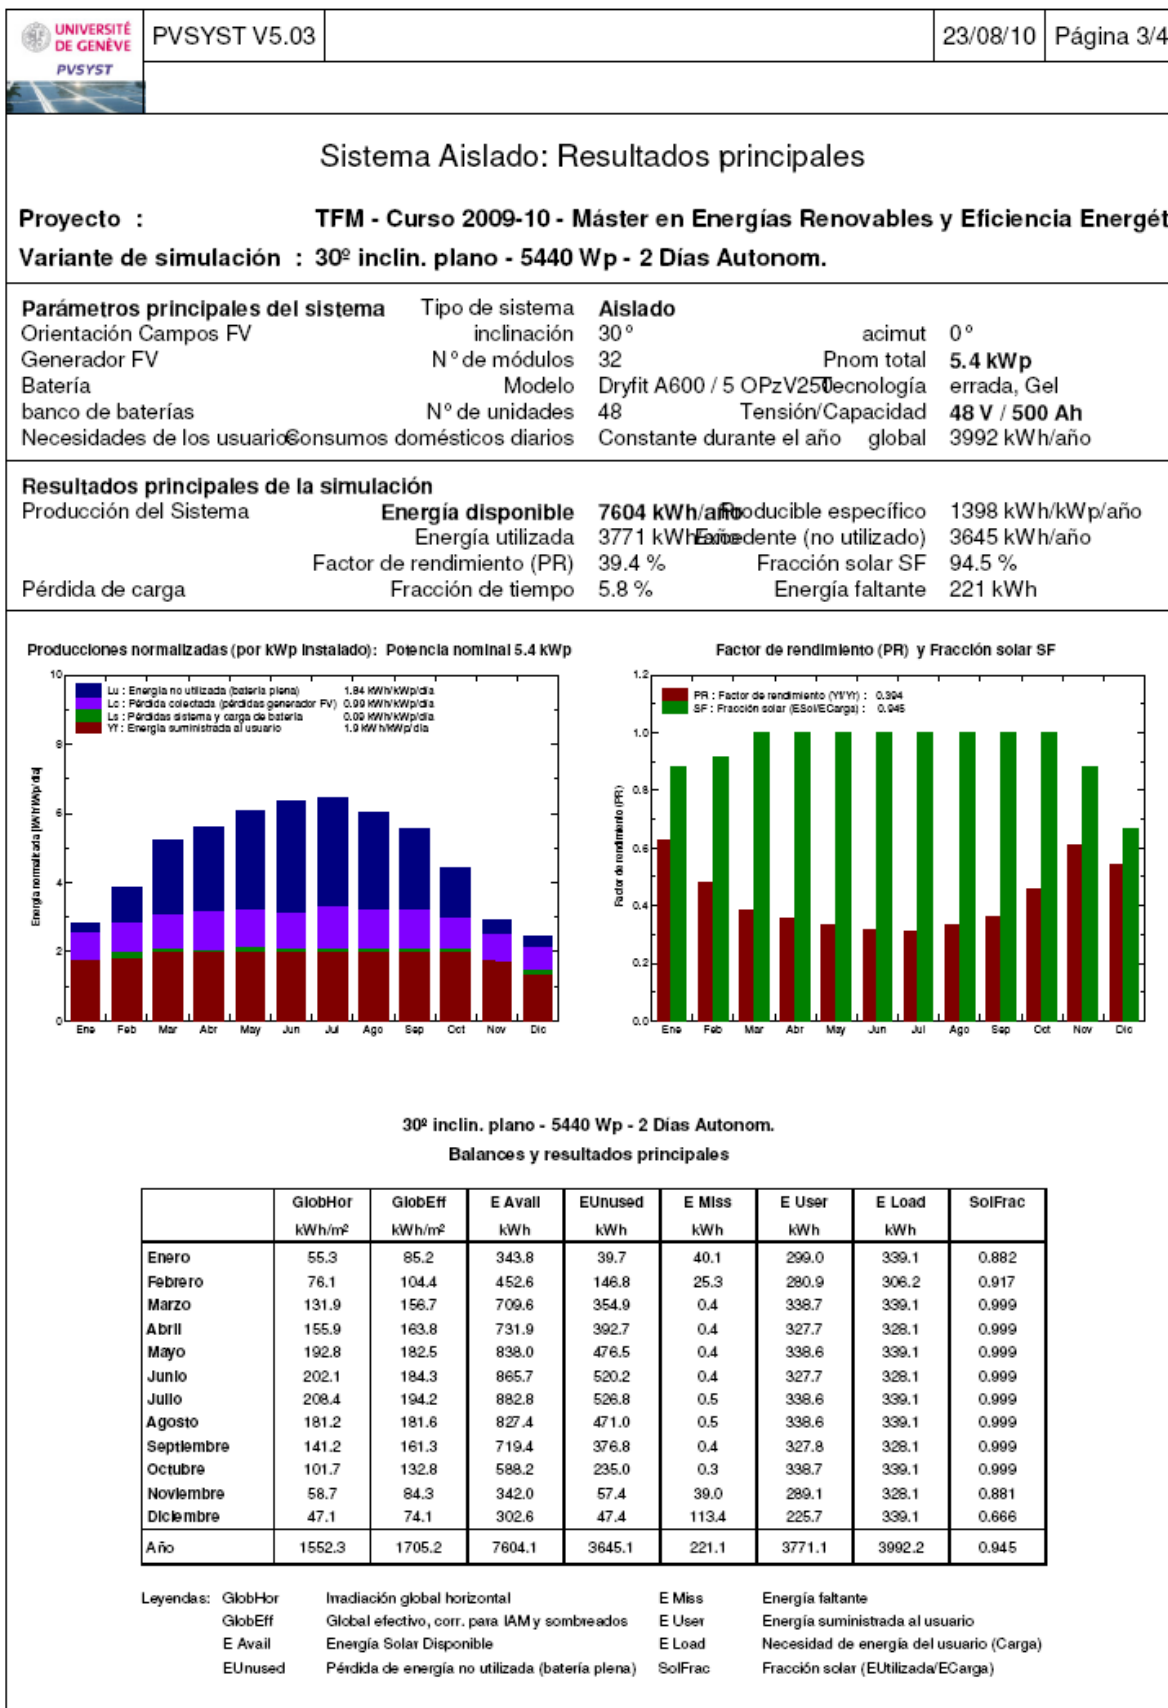 UNIVERSITÉ
DE GENÈVE
PVSYST
PVSYST V5.03
23/08/10
Página 3/4
Sistema Aislado: Resultados principales
Proyecto : TFM - Curso 2009-10 - Máster en Energías Renovables y Eficiencia Energét
Variante de simulación : 30º inclin. plano - 5440 Wp - 2 Días Autonom.
Parámetros principales del sistema Tipo de sistema Aislado
Orientación Campos FV inclinación 30° acimut 0°
Generador FV N° de módulos 32 Pnom total 5.4 kWp
Batería Modelo Dryfit A600 / 5 OPzV250 Tecnología errada, Gel
banco de baterías N° de unidades 48 Tensión/Capacidad 48 V / 500 Ah
Necesidades de los usuarios Consumos domésticos diarios Constante durante el año global 3992 kWh/año
Resultados principales de la simulación
Producción del Sistema Energía disponible 7604 kWh/año Producible específico 1398 kWh/kWp/año
Energía utilizada 3771 kWh/año Excedente (no utilizado) 3645 kWh/año
Factor de rendimiento (PR) 39.4 % Fracción solar SF 94.5 %
Pérdida de carga Fracción de tiempo 5.8 % Energía faltante 221 kWh
Producciones normalizadas (por kWp instalado): Potencia nominal 5.4 kWp
Lu : Energía no utilizada (batería plena) 1.84 kWh/kWp/día
Lc : Pérdida colectada (pérdidas generador FV) 0.99 kWh/kWp/día
Ls : Pérdidas sistema y carga de batería 0.09 kWh/kWp/día
Yf : Energía suministrada al usuario 1.9 kWh/kWp/día
Energía normalizada [kWh/kWp/día]
10
8
6
4
2
0
Ene Feb Mar Abr May Jun Jul Ago Sep Oct Nov Dic
Factor de rendimiento (PR) y Fracción solar SF
PR : Factor de rendimiento (Yf/Yr) : 0.394
SF : Fracción solar (ESol/ECarga) : 0.945
Factor de rendimiento (PR)
1.2
1.0
0.8
0.6
0.4
0.2
0.0
Ene Feb Mar Abr May Jun Jul Ago Sep Oct Nov Dic
30º inclin. plano - 5440 Wp - 2 Días Autonom.
Balances y resultados principales
GlobHor GlobEff E Avail EUnused E Miss E User E Load SolFrac
kWh/m² kWh/m² kWh kWh kWh kWh kWh
Enero 55.3 85.2 343.8 39.7 40.1 299.0 339.1 0.882
Febrero 76.1 104.4 452.6 146.8 25.3 280.9 306.2 0.917
Marzo 131.9 156.7 709.6 354.9 0.4 338.7 339.1 0.999
Abril 155.9 163.8 731.9 392.7 0.4 327.7 328.1 0.999
Mayo 192.8 182.5 838.0 476.5 0.4 338.6 339.1 0.999
Junio 202.1 184.3 865.7 520.2 0.4 327.7 328.1 0.999
Julio 208.4 194.2 882.8 526.8 0.5 338.6 339.1 0.999
Agosto 181.2 181.6 827.4 471.0 0.5 338.6 339.1 0.999
Septiembre 141.2 161.3 719.4 376.8 0.4 327.8 328.1 0.999
Octubre 101.7 132.8 588.2 235.0 0.3 338.7 339.1 0.999
Noviembre 58.7 84.3 342.0 57.4 39.0 289.1 328.1 0.881
Diciembre 47.1 74.1 302.6 47.4 113.4 225.7 339.1 0.666
Año 1552.3 1705.2 7604.1 3645.1 221.1 3771.1 3992.2 0.945
Leyendas: GlobHor Irradiación global horizontal E Miss Energía faltante
GlobEff Global efectivo, corr. para IAM y sombreados E User Energía suministrada al usuario
E Avail Energía Solar Disponible E Load Necesidad de energía del usuario (Carga)
EUnused Pérdida de energía no utilizada (batería plena) SolFrac Fracción solar (EUtilizada/ECarga)